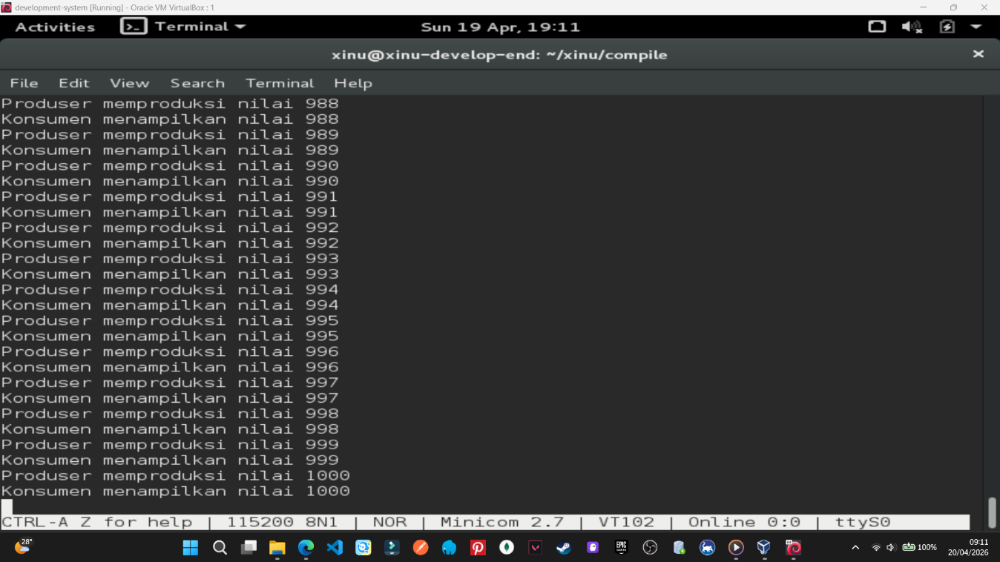 development-system [Running] - Oracle VM VirtualBox : 1
Activities Terminal Sun 19 Apr, 19:11
xinu@xinu-develop-end: ~/xinu/compile
File Edit View Search Terminal Help
Produser memproduksi nilai 988
Konsumen menampilkan nilai 988
Produser memproduksi nilai 989
Konsumen menampilkan nilai 989
Produser memproduksi nilai 990
Konsumen menampilkan nilai 990
Produser memproduksi nilai 991
Konsumen menampilkan nilai 991
Produser memproduksi nilai 992
Konsumen menampilkan nilai 992
Produser memproduksi nilai 993
Konsumen menampilkan nilai 993
Produser memproduksi nilai 994
Konsumen menampilkan nilai 994
Produser memproduksi nilai 995
Konsumen menampilkan nilai 995
Produser memproduksi nilai 996
Konsumen menampilkan nilai 996
Produser memproduksi nilai 997
Konsumen menampilkan nilai 997
Produser memproduksi nilai 998
Konsumen menampilkan nilai 998
Produser memproduksi nilai 999
Konsumen menampilkan nilai 999
Produser memproduksi nilai 1000
Konsumen menampilkan nilai 1000
CTRL-A Z for help | 115200 8N1 | NOR | Minicom 2.7 | VT102 | Online 0:0 | ttyS0
28°
100%
09:11
20/04/2026